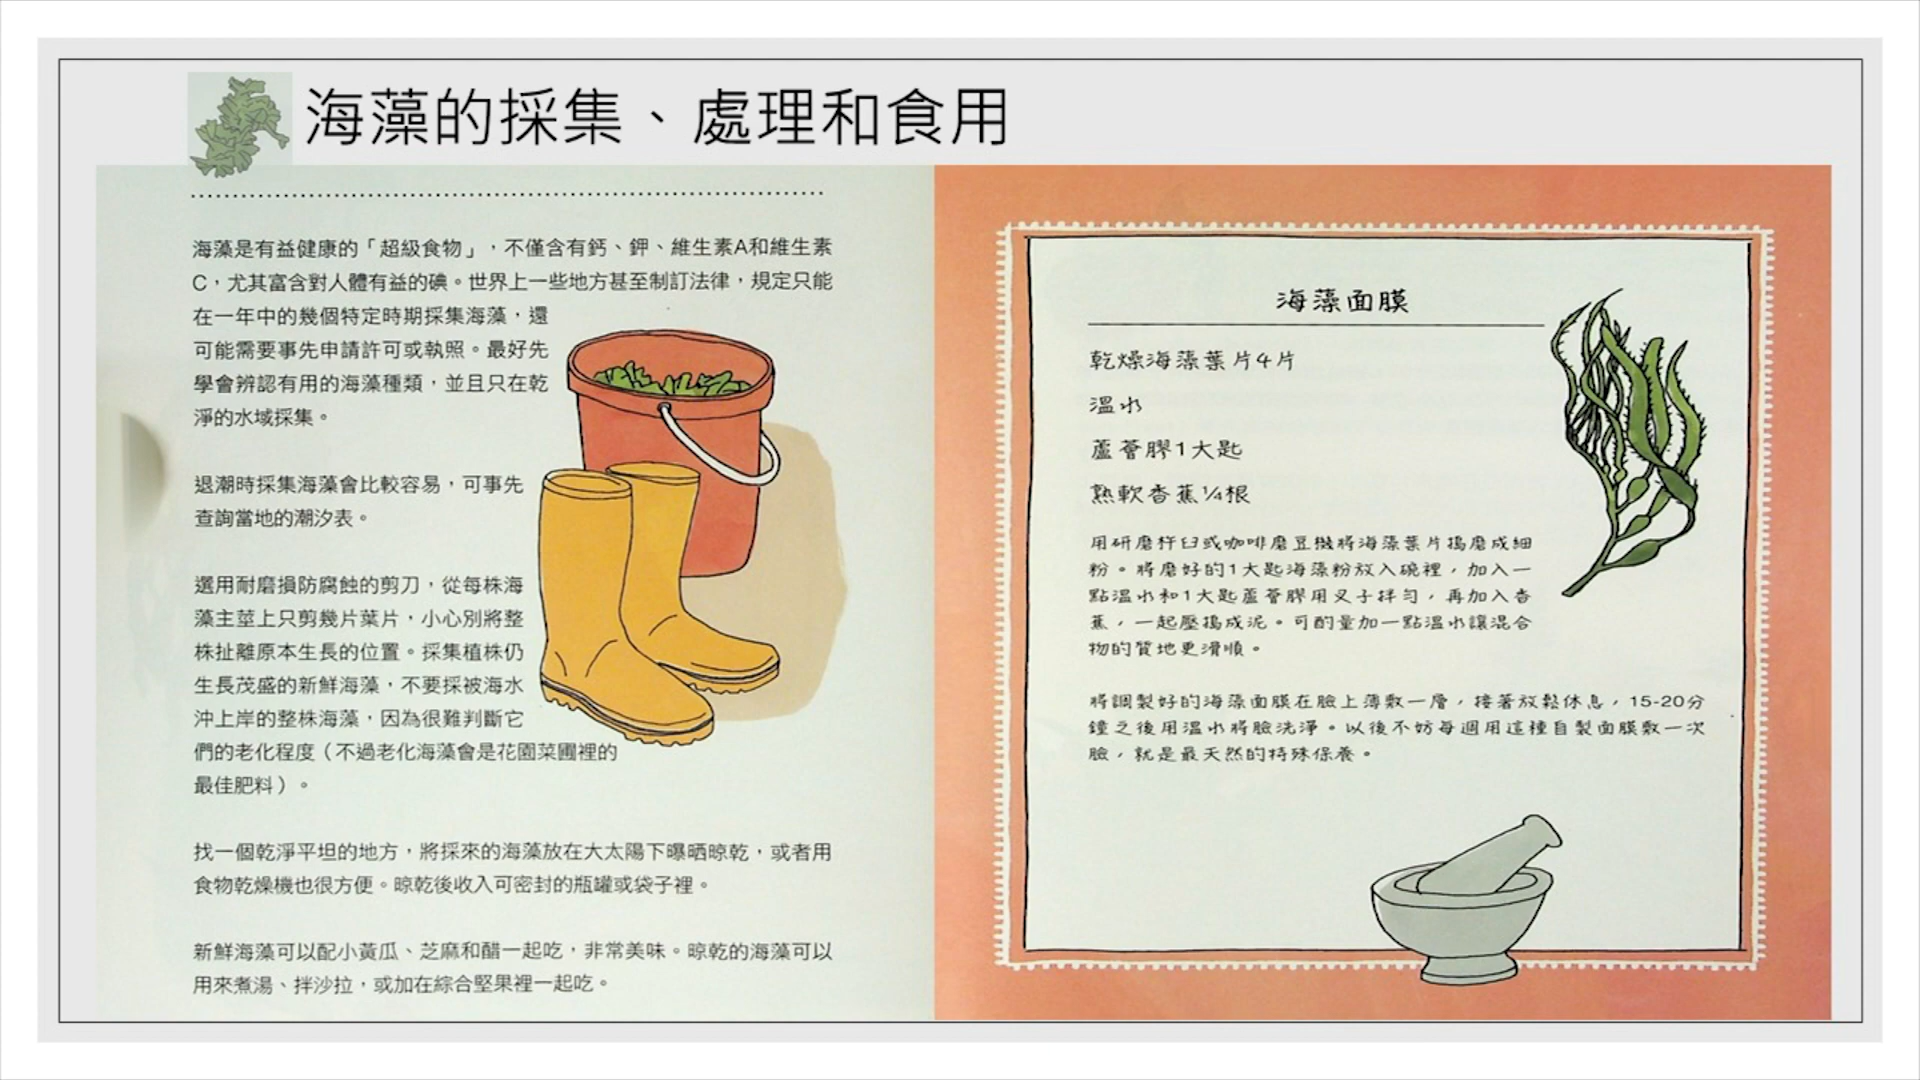 海藻的採集、處理和食用
海藻是有益健康的「超級食物」，不僅含有鈣、鉀、維生素A和維生素
C，尤其富含對人體有益的碘。世界上一些地方甚至制訂法律，規定只能
在一年中的幾個特定時期採集海藻，還
可能需要事先申請許可或執照。最好先
學會辨認有用的海藻種類，並且只在乾
淨的水域採集。
退潮時採集海藻會比較容易，可事先
查詢當地的潮汐表。
選用耐磨損防腐蝕的剪刀，從每株海
藻主莖上只剪幾片葉片，小心別將整
株扯離原本生長的位置。採集植株仍
生長茂盛的新鮮海藻，不要採被海水
沖上岸的整株海藻，因為很難判斷它
們的老化程度（不過老化海藻會是花園菜圃裡的
最佳肥料）。
找一個乾淨平坦的地方，將採來的海藻放在大太陽下曝晒晾乾，或者用
食物乾燥機也很方便。晾乾後收入可密封的瓶罐或袋子裡。
新鮮海藻可以配小黃瓜、芝麻和醋一起吃，非常美味。晾乾的海藻可以
用來煮湯、拌沙拉，或加在綜合堅果裡一起吃。
海藻面膜
乾燥海藻葉片4片
溫水
蘆薈膠1大匙
熟軟香蕉¼根
用研磨杵臼或咖啡磨豆機將海藻葉片搗磨成細
粉。將磨好的1大匙海藻粉放入碗裡，加入一
點溫水和1大匙蘆薈膠用叉子拌勻，再加入香
蕉，一起壓搗成泥。可酌量加一點溫水讓混合
物的質地更滑順。
將調製好的海藻面膜在臉上薄敷一層，接著放鬆休息，15-20分
鐘之後用溫水將臉洗淨。以後不妨每週用這種自製面膜敷一次
臉，就是最天然的特殊保養。